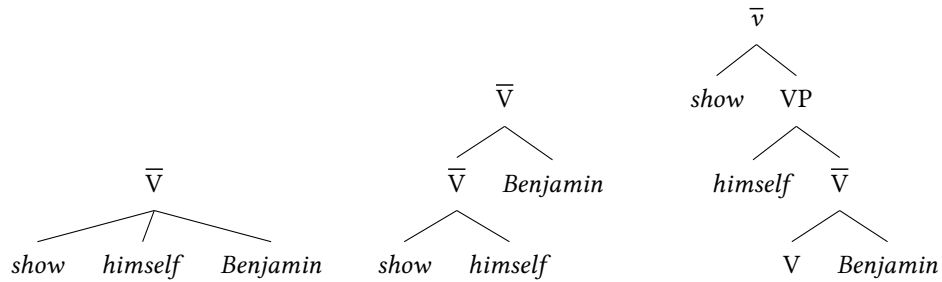 v̅
V̅
show VP
V̅
V̅ Benjamin
himself V̅
show himself Benjamin
show himself
V Benjamin